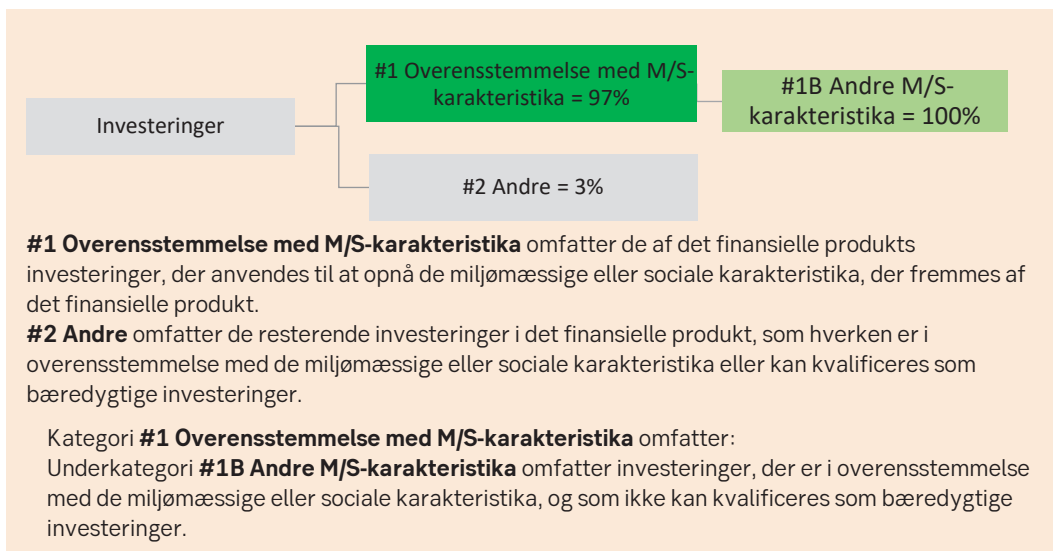 #1 Overensstemmelse med M/S-
karakteristika = 97%
#1B Andre M/S-
karakteristika = 100%
Investeringer
#2 Andre = 3%
#1 Overensstemmelse med M/S-karakteristika omfatter de af det finansielle produkts
investeringer, der anvendes til at opnå de miljømæssige eller sociale karakteristika, der fremmes af
det finansielle produkt.
#2 Andre omfatter de resterende investeringer i det finansielle produkt, som hverken er i
overensstemmelse med de miljømæssige eller sociale karakteristika eller kan kvalificeres som
bæredygtige investeringer.
Kategori #1 Overensstemmelse med M/S-karakteristika omfatter:
Underkategori #1B Andre M/S-karakteristika omfatter investeringer, der er i overensstemmelse
med de miljømæssige eller sociale karakteristika, og som ikke kan kvalificeres som bæredygtige
investeringer.